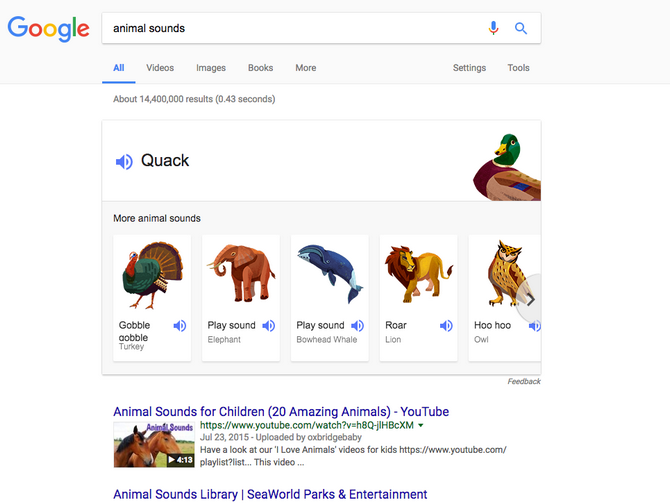 Google
animal sounds
All Videos Images Books More Settings Tools
About 14,400,000 results (0.43 seconds)
Quack
More animal sounds
Gobble
gobble
Turkey
Play sound
Elephant
Play sound
Bowhead Whale
Roar
Lion
Hoo hoo
Owl
Feedback
Animal Sounds for Children (20 Amazing Animals) - YouTube
Animal Sounds
4:13
https://www.youtube.com/watch?v=h8Q-jlHBcXM
Jul 23, 2015 - Uploaded by oxbridgebaby
Have a look at our 'I Love Animals' videos for kids https://www.youtube.com/
playlist?list... This video ...
Animal Sounds Library | SeaWorld Parks & Entertainment